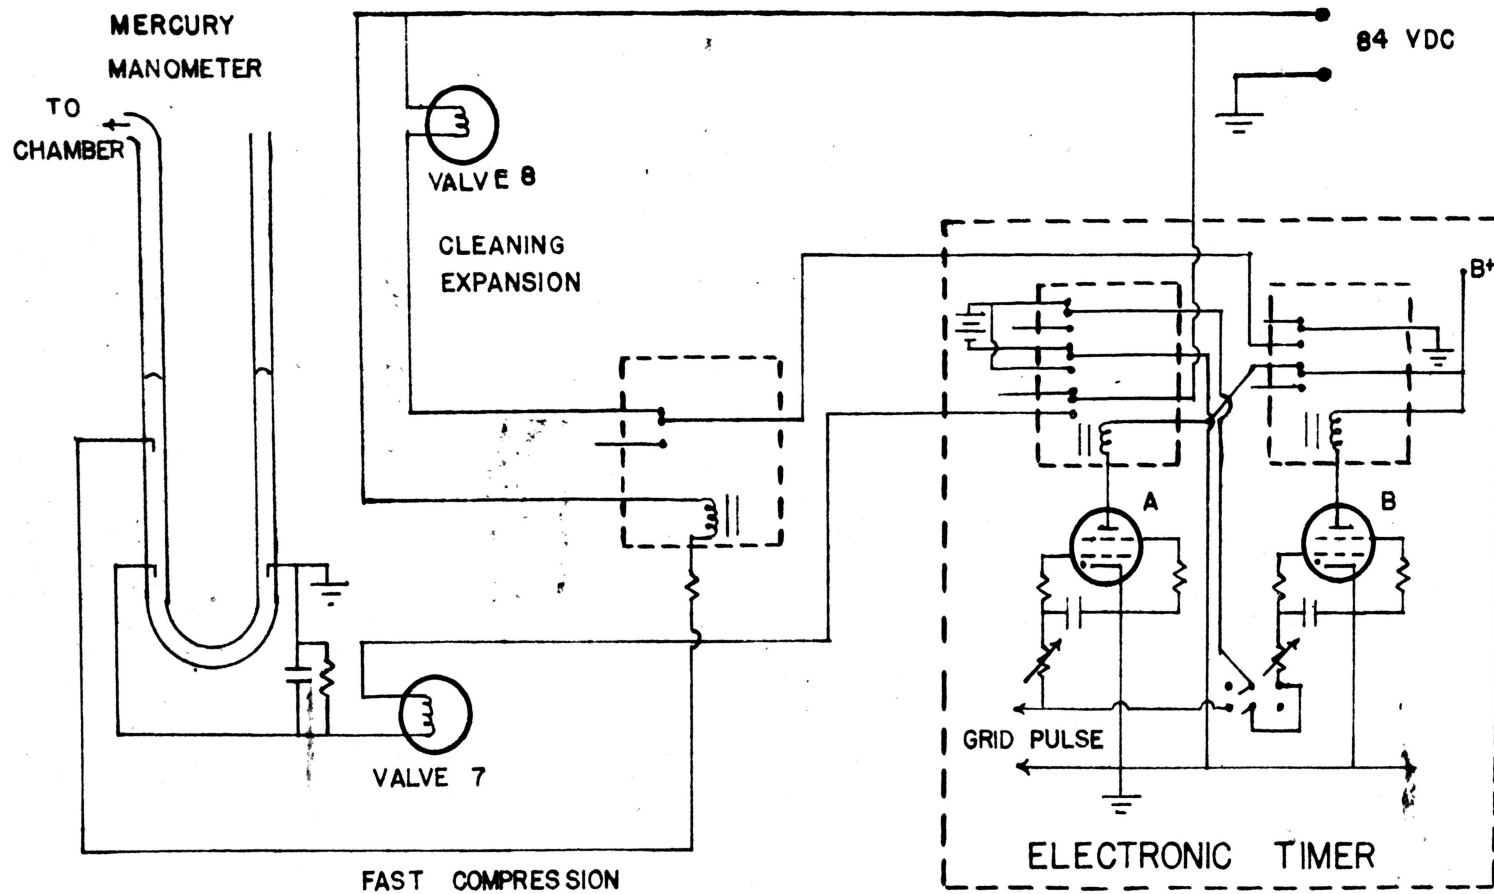 MERCURY
MANOMETER
TO
CHAMBER
84 VDC
VALVE 8
CLEANING
EXPANSION
B+
A
B
GRID PULSE
VALVE 7
ELECTRONIC TIMER
FAST COMPRESSION